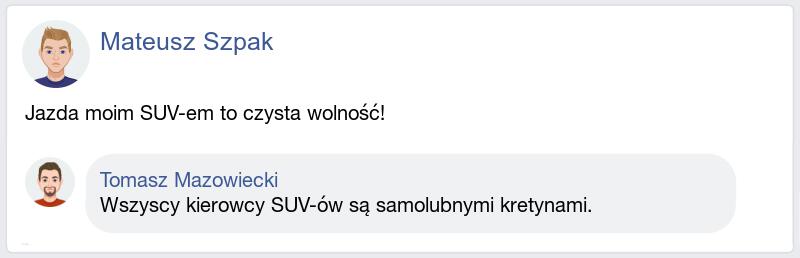 Mateusz Szpak
Jazda moim SUV-em to czysta wolność!
Tomasz Mazowiecki
Wszyscy kierowcy SUV-ów są samolubnymi kretynami.